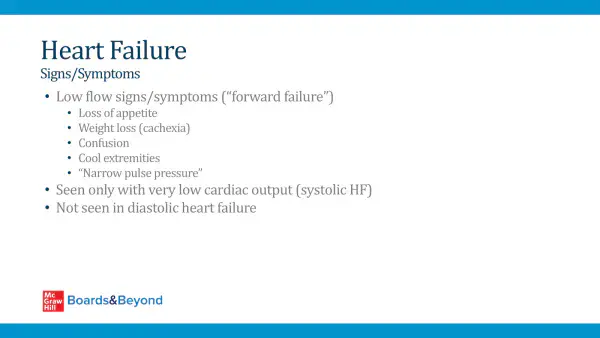 Heart Failure
Signs/Symptoms
• Low flow signs/symptoms (“forward failure”)
• Loss of appetite
• Weight loss (cachexia)
• Confusion
• Cool extremities
• “Narrow pulse pressure”
• Seen only with very low cardiac output (systolic HF)
• Not seen in diastolic heart failure
Mc
Graw
Hill
Boards&Beyond